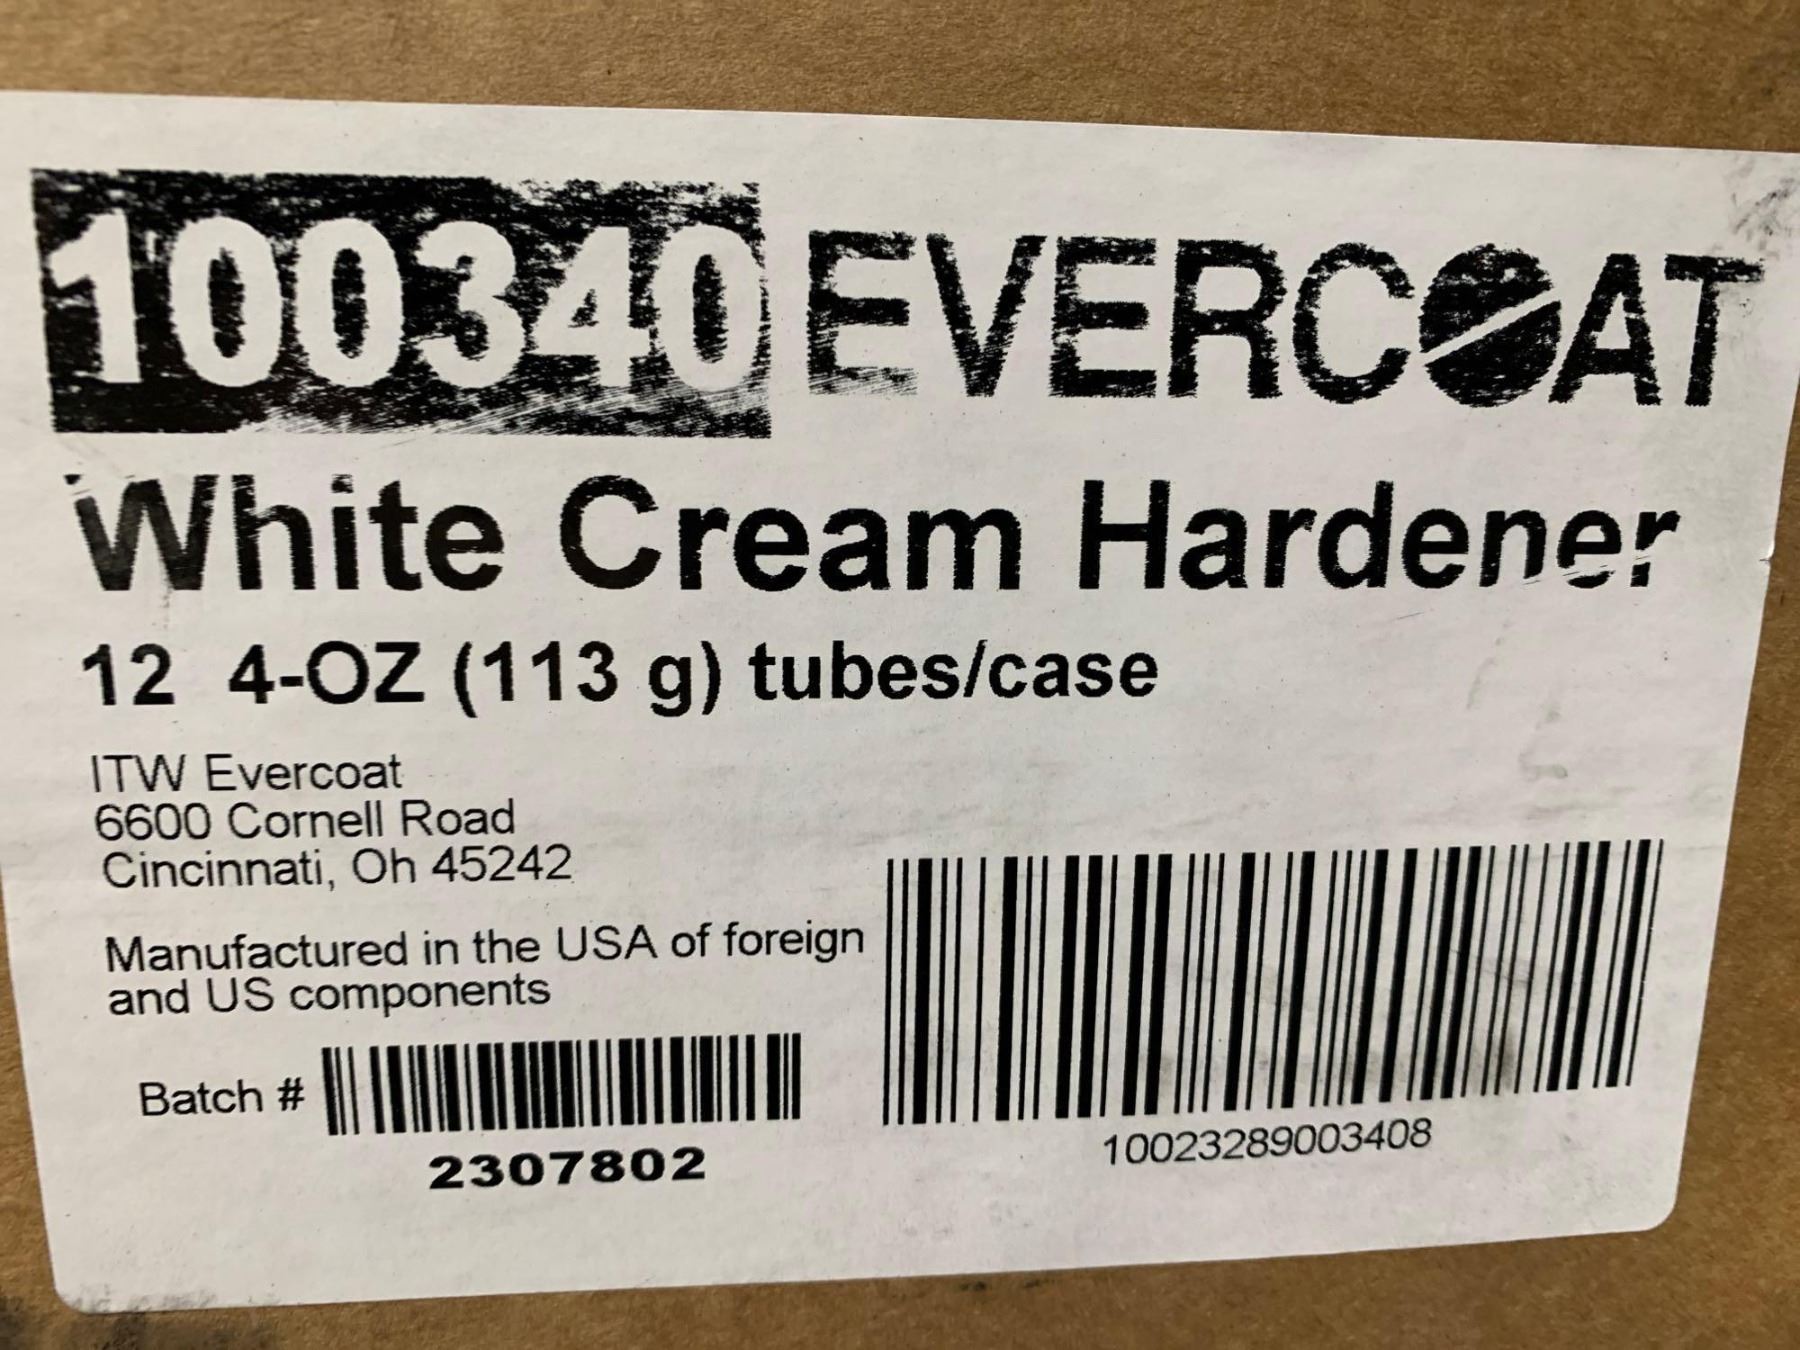 100340 EVERCOAT
White Cream Hardener
12 4-OZ (113 g) tubes/case
ITW Evercoat
6600 Cornell Road
Cincinnati, Oh 45242
Manufactured in the USA of foreign
and US components
Batch #
2307802
10023289003408